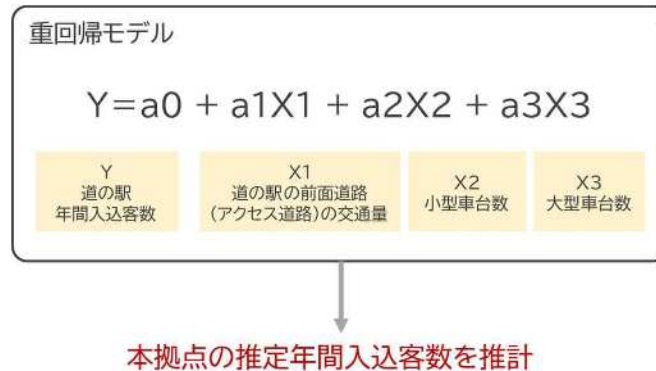 重回帰モデル
Y=a0 + a1X1 + a2X2 + a3X3
Y
道の駅
年間入込客数
X1
道の駅の前面道路
(アクセス道路)の交通量
X2
小型車台数
X3
大型車台数
本拠点の推定年間入込客数を推計